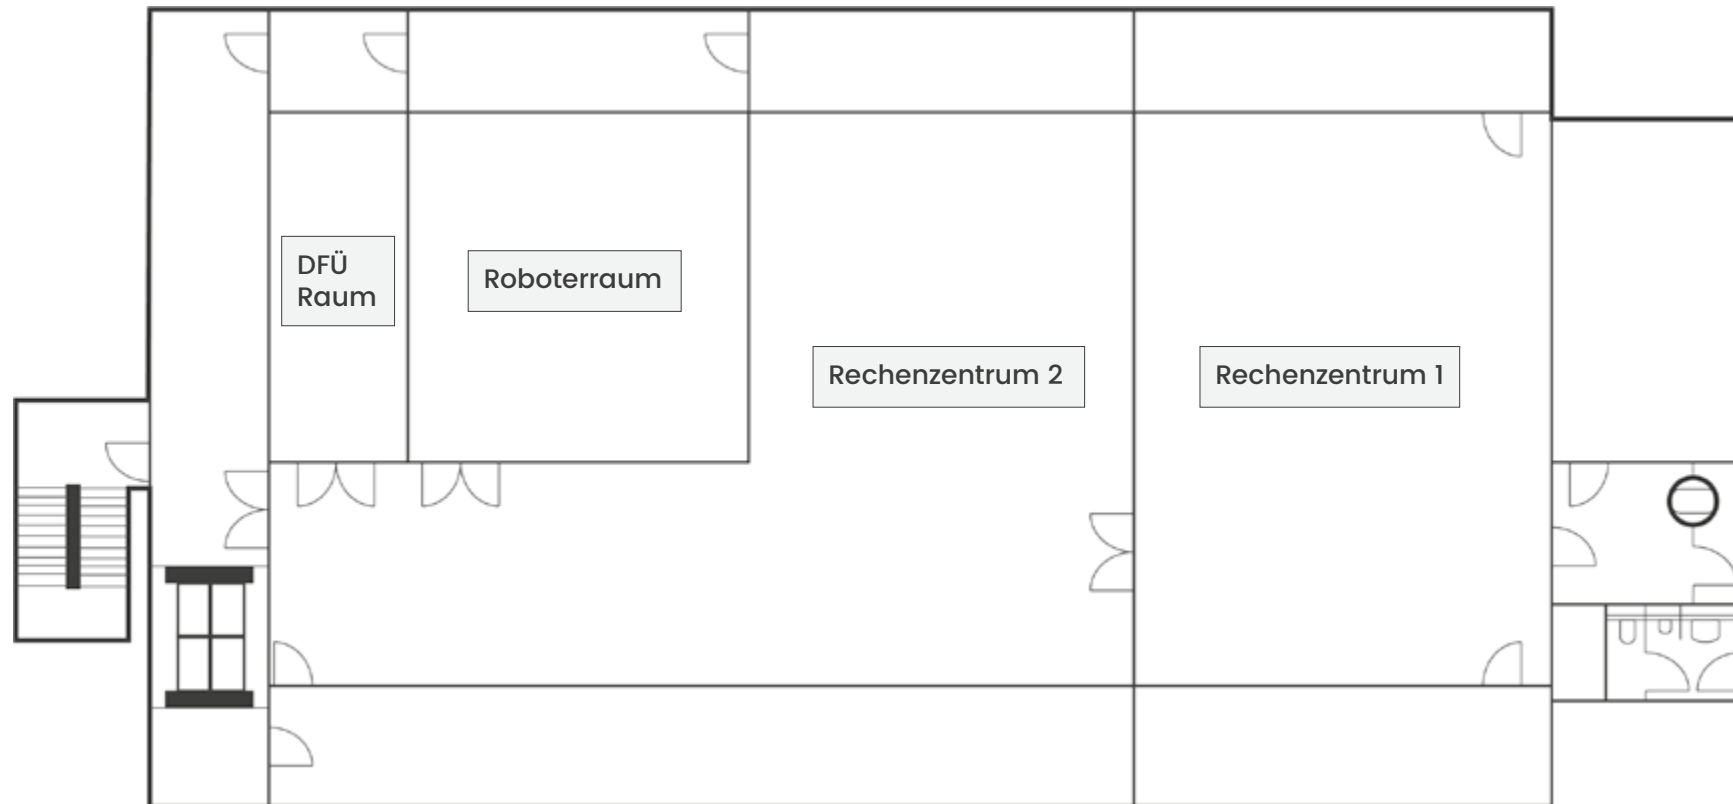 DFÜ
Raum
Roboterraum
Rechenzentrum 2
Rechenzentrum 1